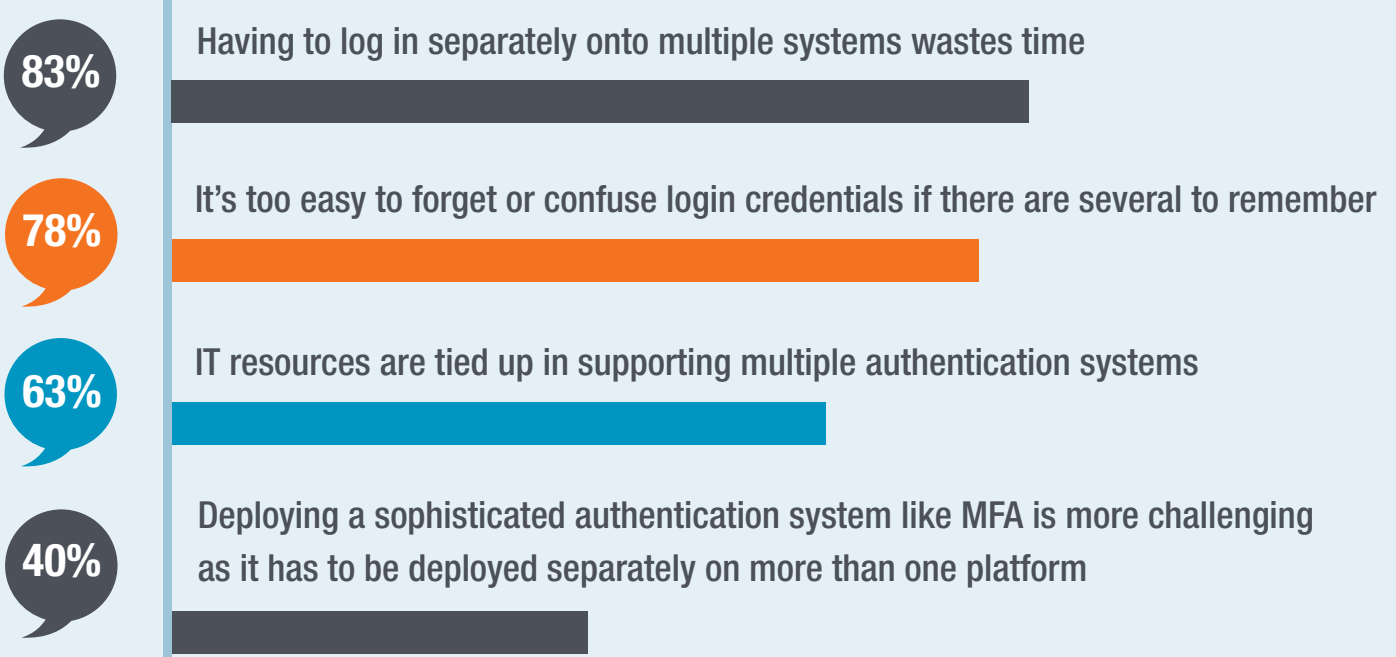 83%
Having to log in separately onto multiple systems wastes time
78%
It's too easy to forget or confuse login credentials if there are several to remember
63%
IT resources are tied up in supporting multiple authentication systems
40%
Deploying a sophisticated authentication system like MFA is more challenging
as it has to be deployed separately on more than one platform